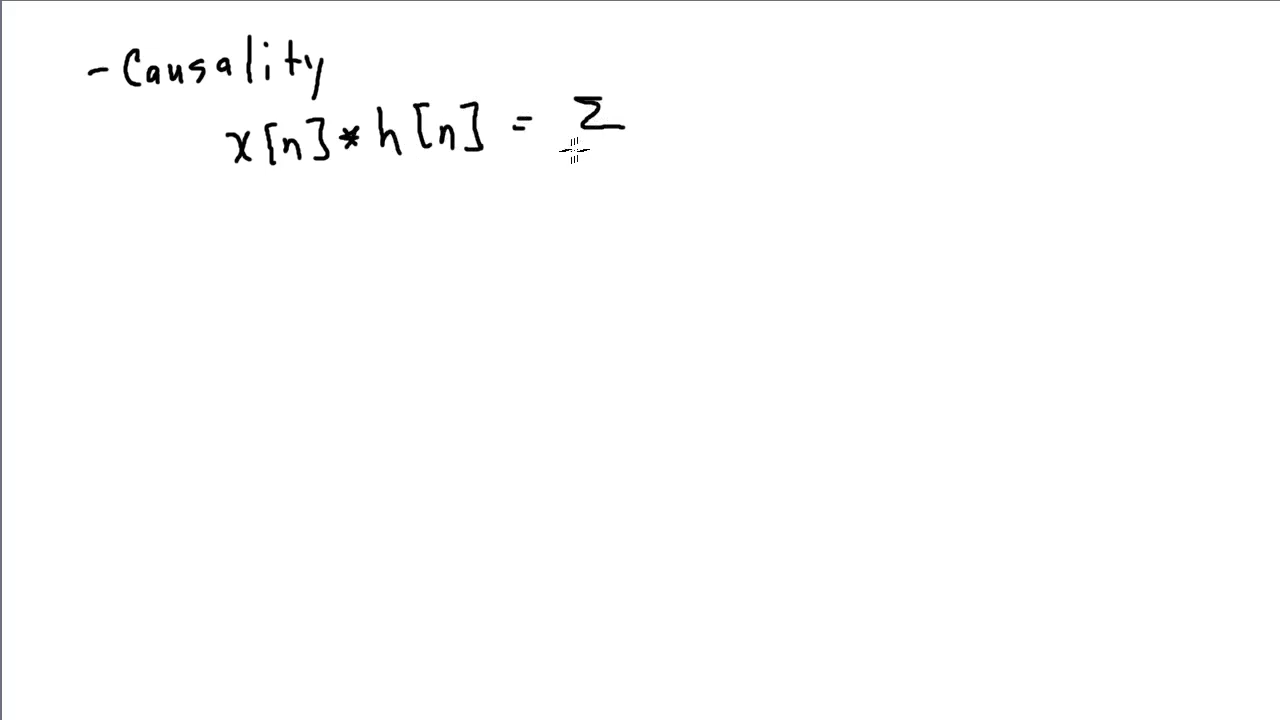 - Causality
x[n] * h[n] = Σ